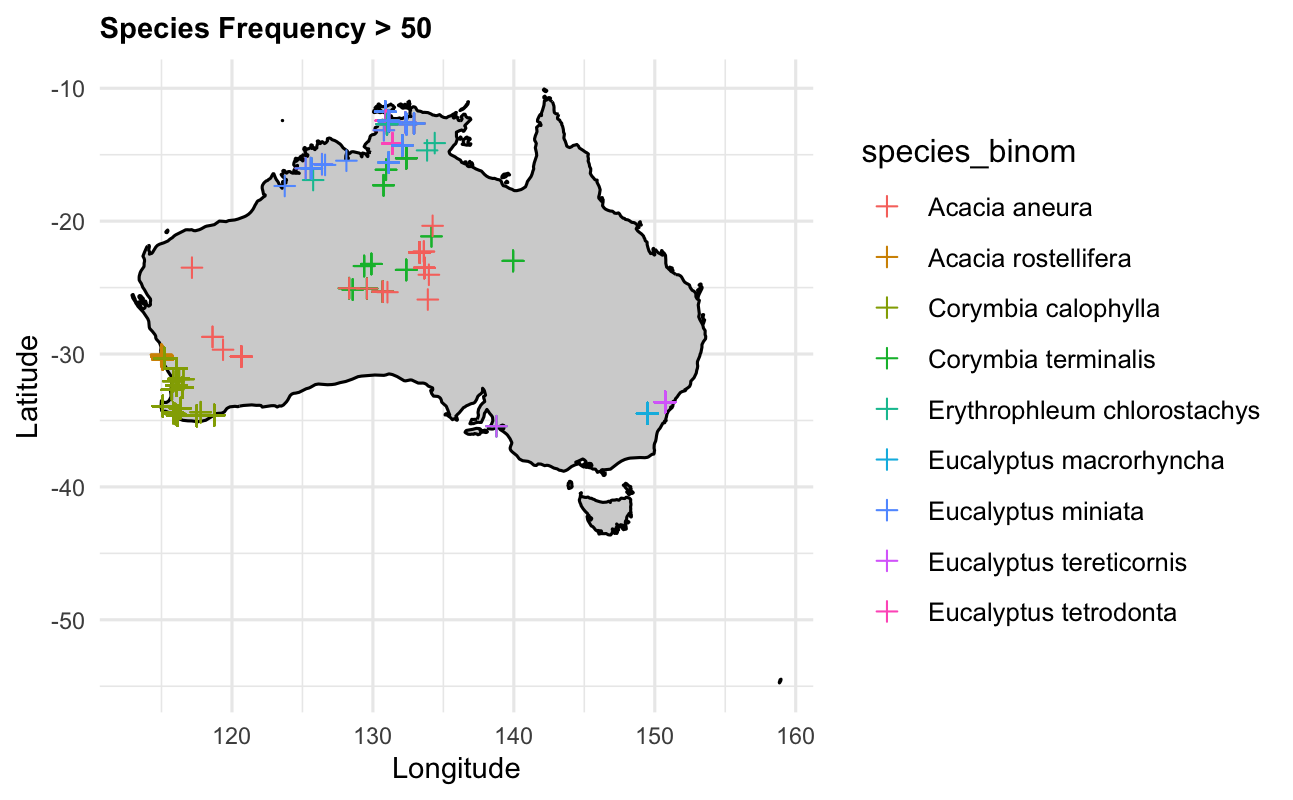 Species Frequency > 50
-10
-20
-30
-40
-50
Latitude
120
130
140
150
160
Longitude
species_binom
Acacia aneura
Acacia rostellifera
Corymbia calophylla
Corymbia terminalis
Erythrophleum chlorostachys
Eucalyptus macrorhyncha
Eucalyptus miniata
Eucalyptus tereticornis
Eucalyptus tetrodonta